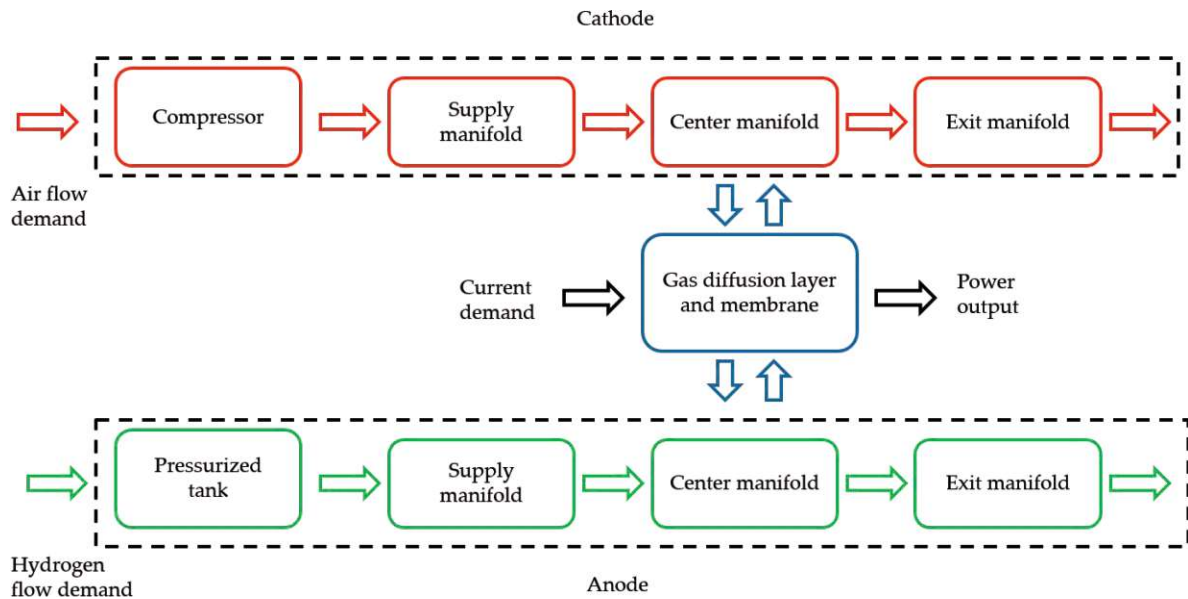 Cathode
Compressor
Supply
manifold
Center manifold
Exit manifold
Air flow
demand
Current
demand
Gas diffusion layer
and membrane
Power
output
Pressurized
tank
Supply
manifold
Center manifold
Exit manifold
Hydrogen
flow demand
Anode